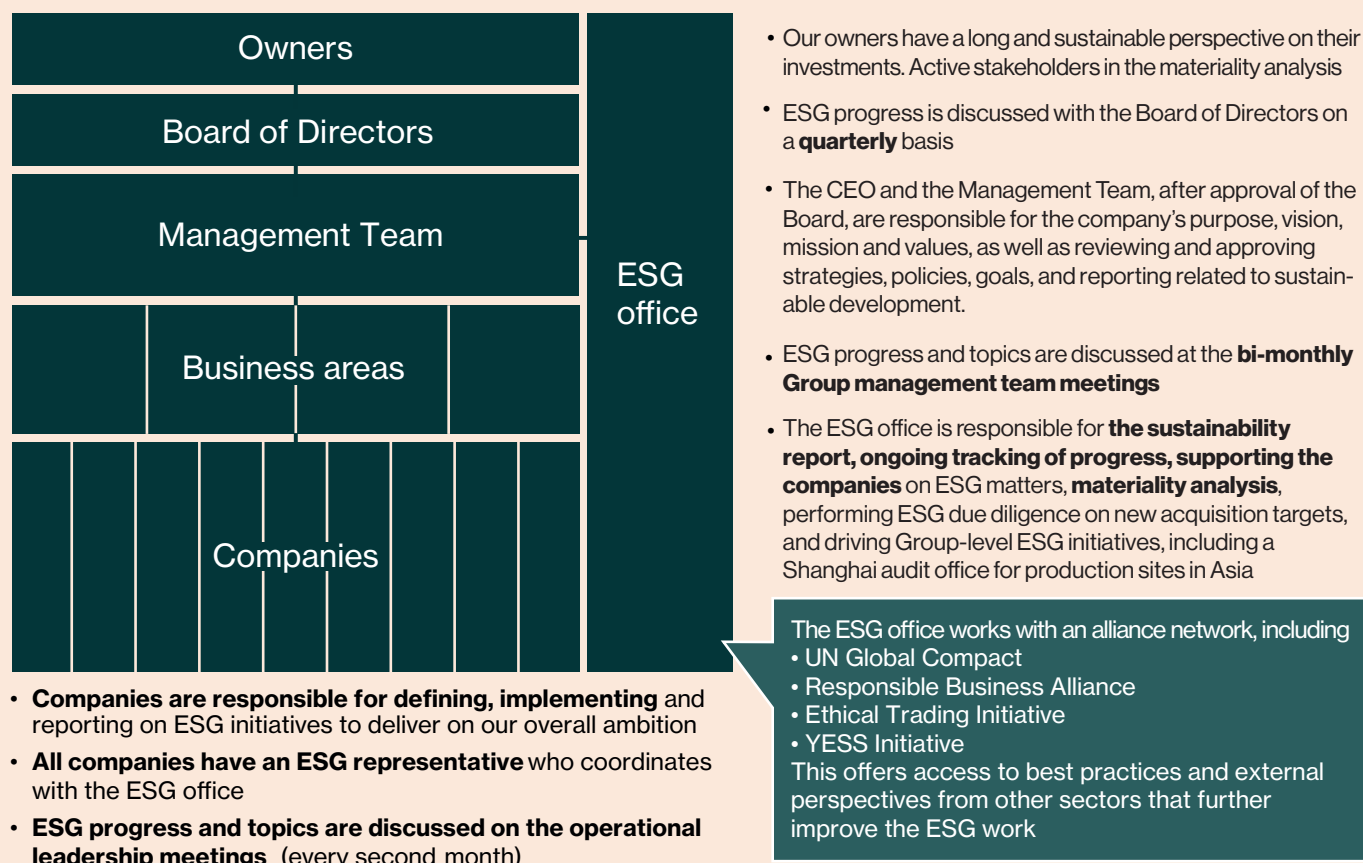 Owners
Board of Directors
Management Team
Business areas
Companies
ESG
office
• Companies are responsible for defining, implementing and
reporting on ESG initiatives to deliver on our overall ambition
• All companies have an ESG representative who coordinates
with the ESG office
• ESG progress and topics are discussed on the operational
leadership meetings (every second month)
• Our owners have a long and sustainable perspective on their
investments. Active stakeholders in the materiality analysis
• ESG progress is discussed with the Board of Directors on
a quarterly basis
• The CEO and the Management Team, after approval of the
Board, are responsible for the company’s purpose, vision,
mission and values, as well as reviewing and approving
strategies, policies, goals, and reporting related to sustain-
able development.
• ESG progress and topics are discussed at the bi-monthly
Group management team meetings
• The ESG office is responsible for the sustainability
report, ongoing tracking of progress, supporting the
companies on ESG matters, materiality analysis,
performing ESG due diligence on new acquisition targets,
and driving Group-level ESG initiatives, including a
Shanghai audit office for production sites in Asia
The ESG office works with an alliance network, including
• UN Global Compact
• Responsible Business Alliance
• Ethical Trading Initiative
• YESS Initiative
This offers access to best practices and external
perspectives from other sectors that further
improve the ESG work